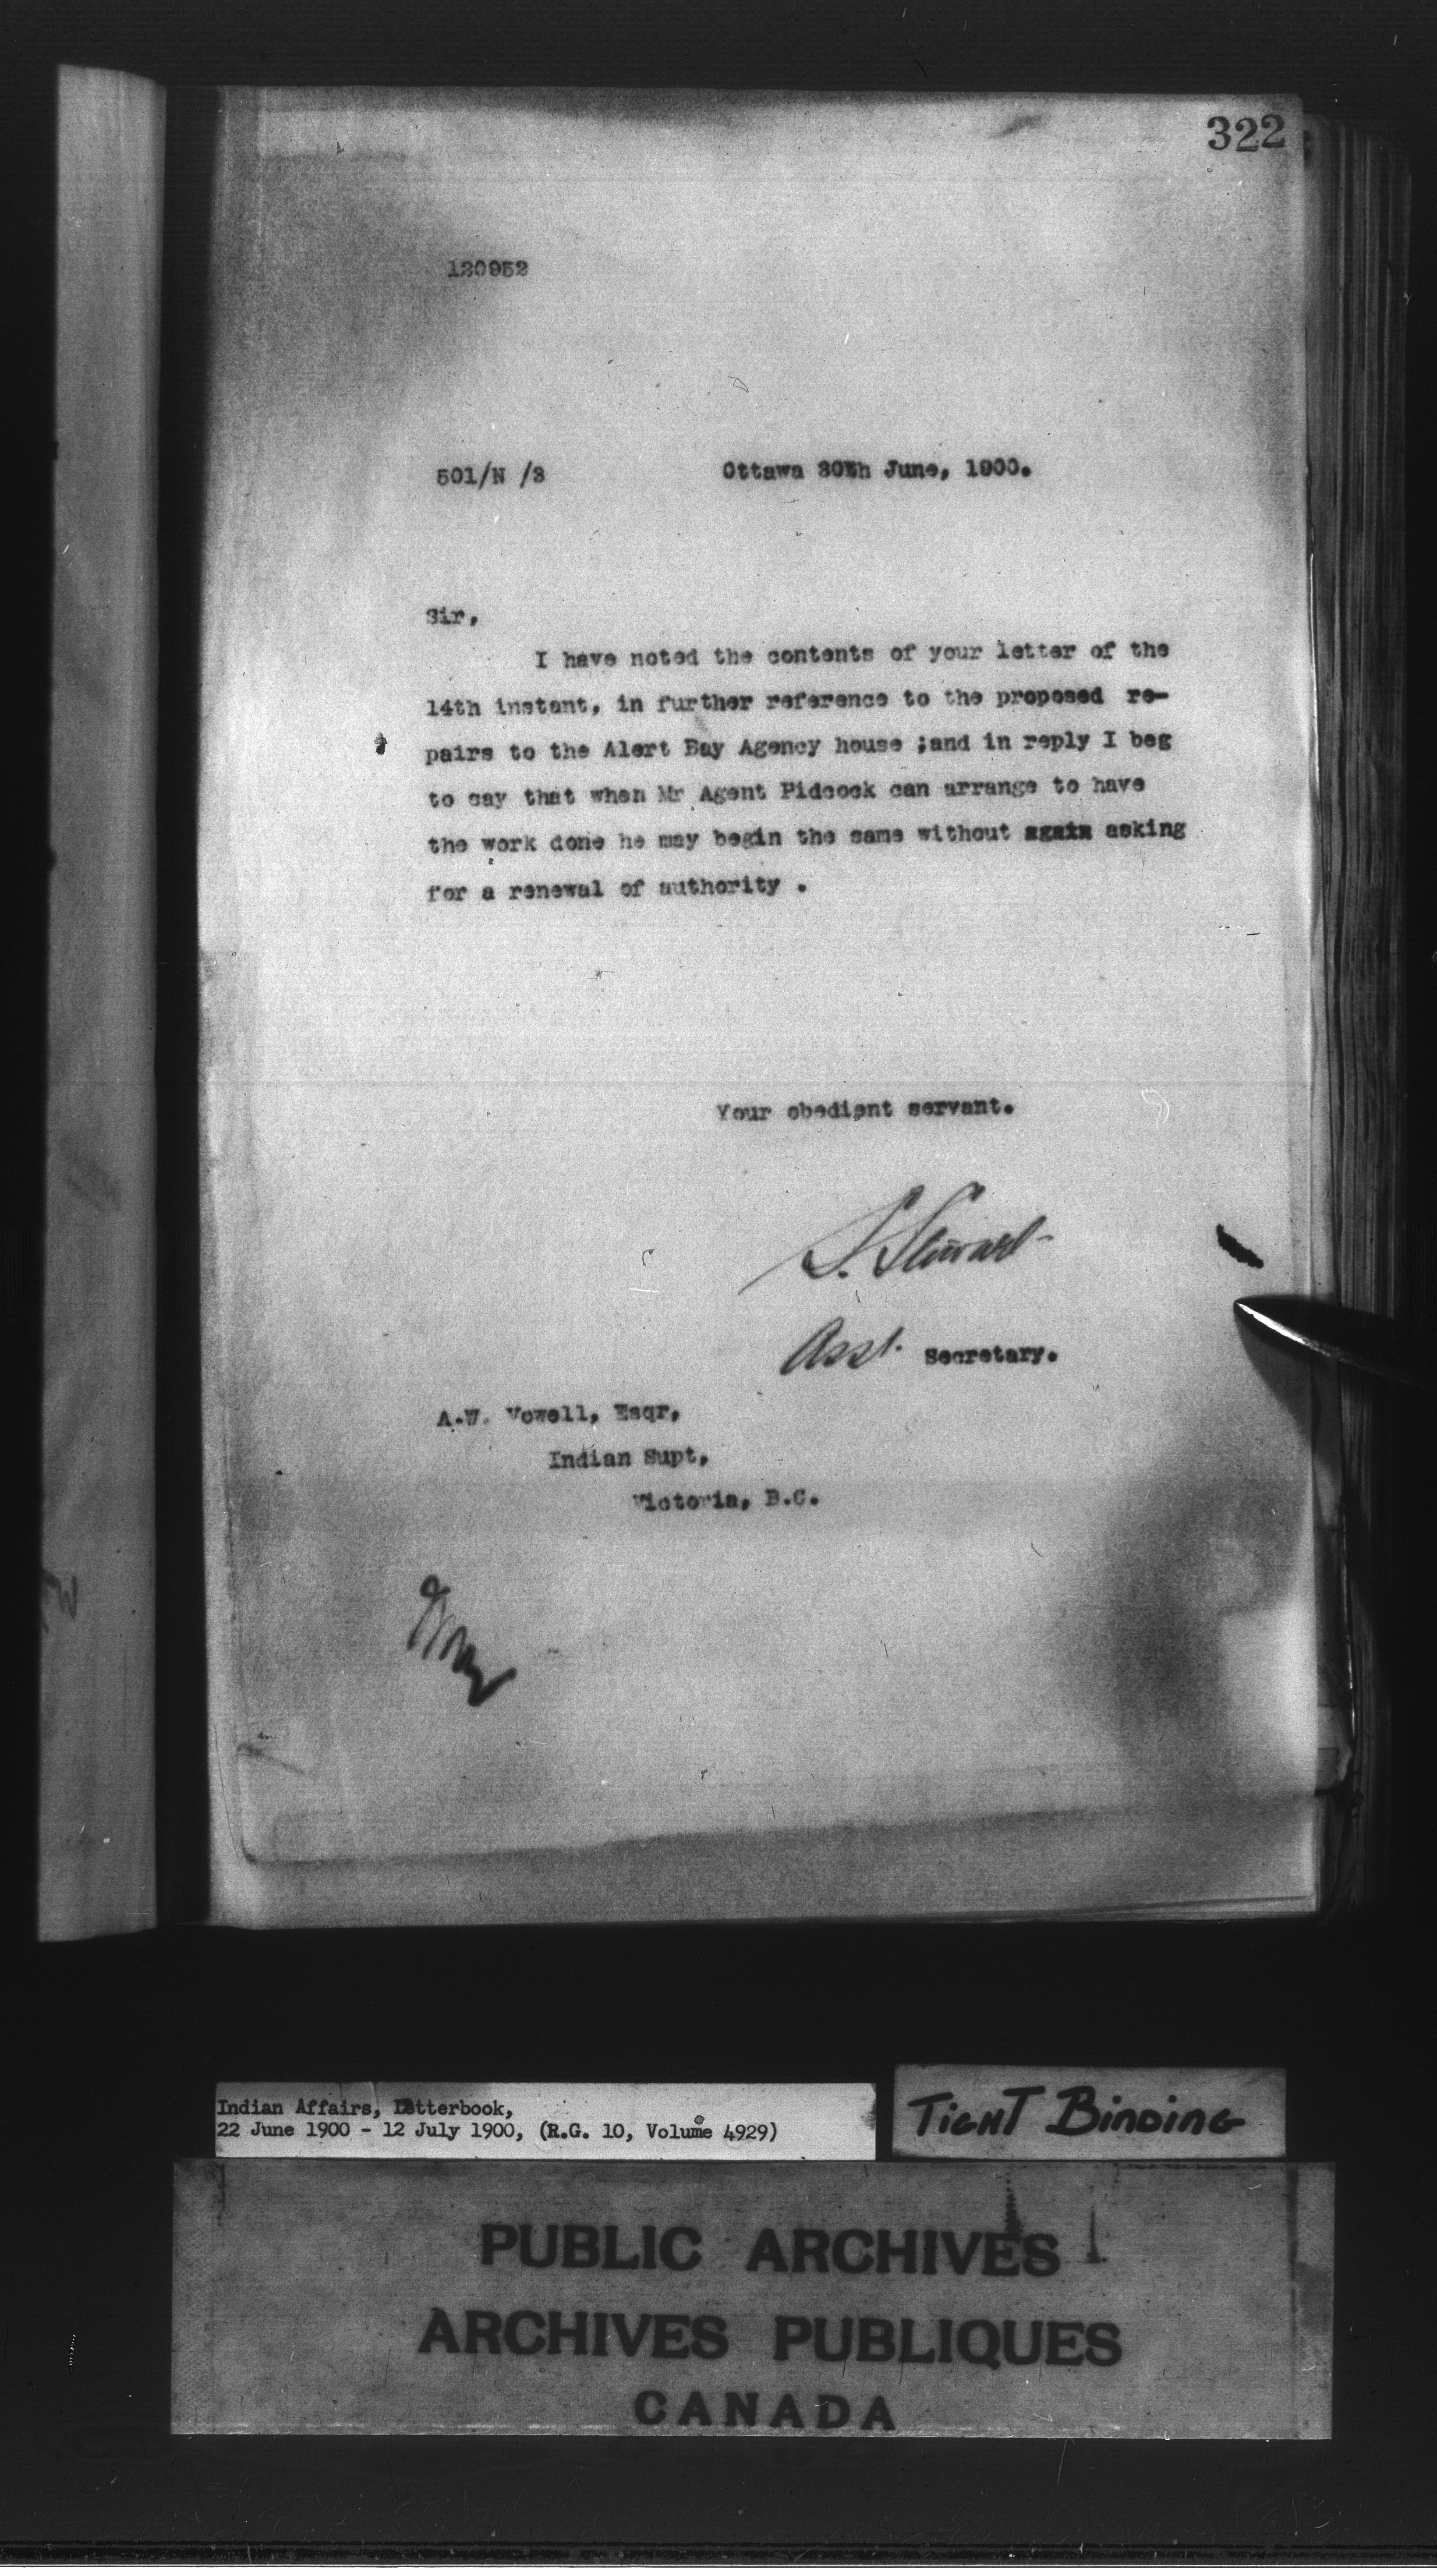 322
120952
501/N /3 Ottawa 30th June, 1900.
Sir,
I have noted the contents of your letter of the
14th instant, in further reference to the proposed re-
pairs to the Alert Bay Agency house ;and in reply I beg
to say that when Mr Agent Pidcock can arrange to have
the work done he may begin the same without again asking
for a renewal of authority .
Your obedient servant.
S. Stewart
Asst. Secretary.
A.W. Vowell, Esqr,
Indian Supt,
Victoria, B.C.
Indian Affairs, Letterbook,
22 June 1900 - 12 July 1900, (R.G. 10, Volume 4929)
TIGHT BINDING
PUBLIC ARCHIVES
ARCHIVES PUBLIQUES
CANADA